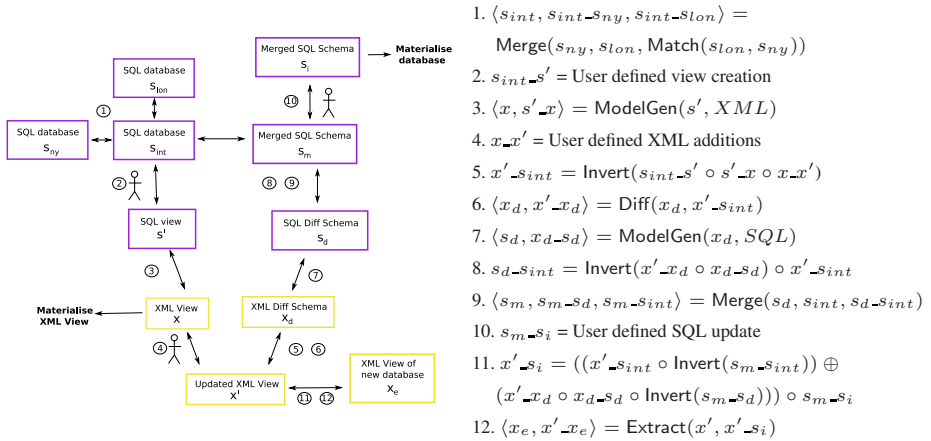 SQL database
s_lon
①
SQL database
s_ny
SQL database
s_int
②
SQL view
s'
③
Materialise
XML View
XML View
x
④
Updated XML View
x'
⑪ ⑫
XML View of
new database
x_e
⑤ ⑥
XML Diff Schema
x_d
⑦
SQL Diff Schema
s_d
⑧ ⑨
Merged SQL Schema
s_m
⑩
Merged SQL Schema
s_i
Materialise
database
1. ⟨s_int, s_int_s_ny, s_int_s_lon⟩ =
Merge(s_ny, s_lon, Match(s_lon, s_ny))
2. s_int_s′ = User defined view creation
3. ⟨x, s′_x⟩ = ModelGen(s′, XML)
4. x_x′ = User defined XML additions
5. x′_s_int = Invert(s_int_s′ ∘ s′_x ∘ x_x′)
6. ⟨x_d, x′_x_d⟩ = Diff(x_d, x′_s_int)
7. ⟨s_d, x_d_s_d⟩ = ModelGen(x_d, SQL)
8. s_d_s_int = Invert(x′_x_d ∘ x_d_s_d) ∘ x′_s_int
9. ⟨s_m, s_m_s_d, s_m_s_int⟩ = Merge(s_d, s_int, s_d_s_int)
10. s_m_s_i = User defined SQL update
11. x′_s_i = ((x′_s_int ∘ Invert(s_m_s_int)) ⊕
(x′_x_d ∘ x_d_s_d ∘ Invert(s_m_s_d))) ∘ s_m_s_i
12. ⟨x_e, x′_x_e⟩ = Extract(x′, x′_s_i)